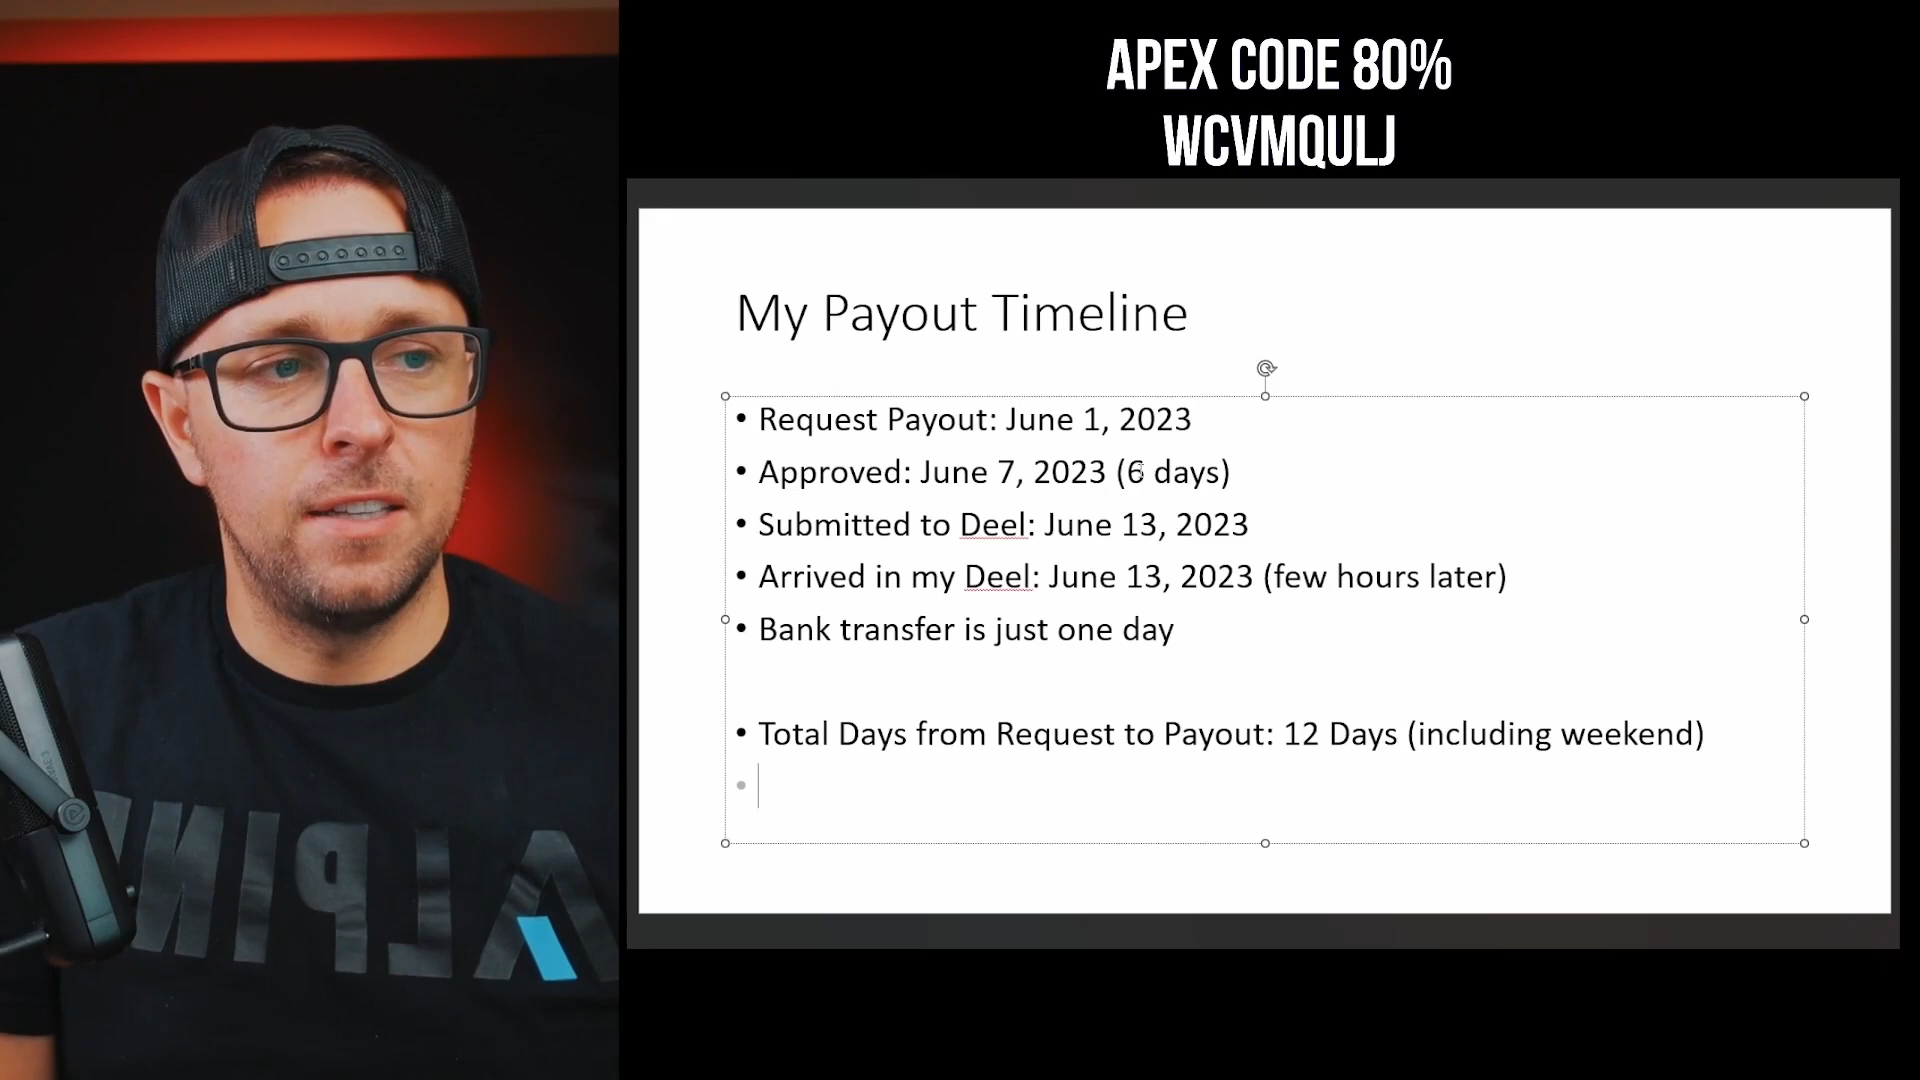 APEX CODE 80%
WCVMQULJ
My Payout Timeline
• Request Payout: June 1, 2023
• Approved: June 7, 2023 (6 days)
• Submitted to Deel: June 13, 2023
• Arrived in my Deel: June 13, 2023 (few hours later)
• Bank transfer is just one day
• Total Days from Request to Payout: 12 Days (including weekend)
ALPIN